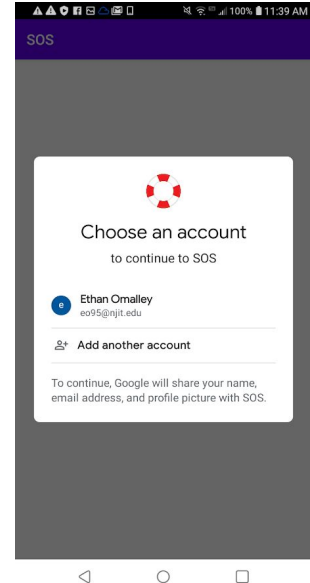 100% 11:39 AM
SOS
Choose an account
to continue to SOS
e
Ethan Omalley
eo95@njit.edu
Add another account
To continue, Google will share your name,
email address, and profile picture with SOS.